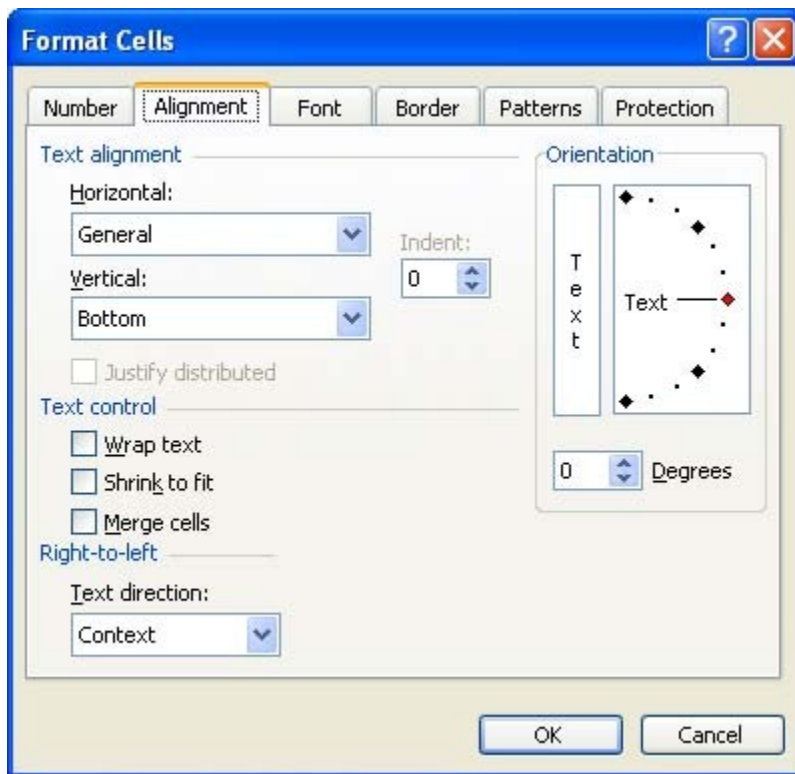 Format Cells
Number Alignment Font Border Patterns Protection
Text alignment
Horizontal:
General
Indent:
0
Vertical:
Bottom
Justify distributed
Text control
Wrap text
Shrink to fit
Merge cells
Right-to-left
Text direction:
Context
Orientation
T
e
x
t
Text
0 Degrees
OK Cancel